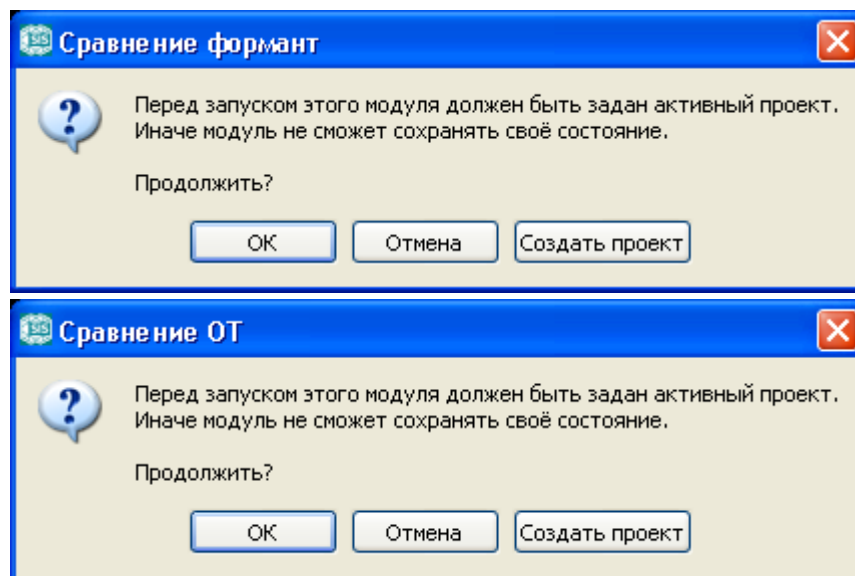 Сравнение формант
Перед запуском этого модуля должен быть задан активный проект.
Иначе модуль не сможет сохранять своё состояние.
Продолжить?
ОК
Отмена
Создать проект
Сравнение ОТ
Перед запуском этого модуля должен быть задан активный проект.
Иначе модуль не сможет сохранять своё состояние.
Продолжить?
ОК
Отмена
Создать проект